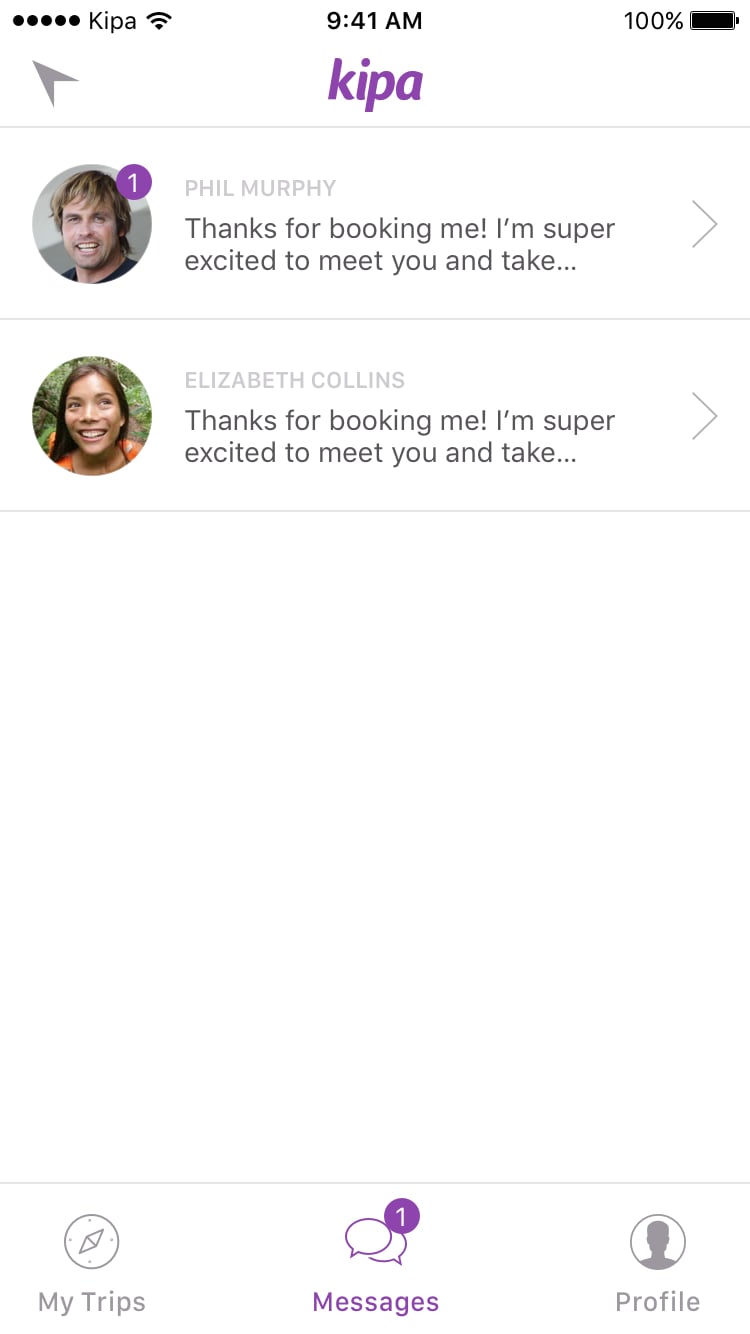 Kipa 9:41 AM 100%
kipa
1
PHIL MURPHY
Thanks for booking me! I’m super
excited to meet you and take...
ELIZABETH COLLINS
Thanks for booking me! I’m super
excited to meet you and take...
1
My Trips Messages Profile